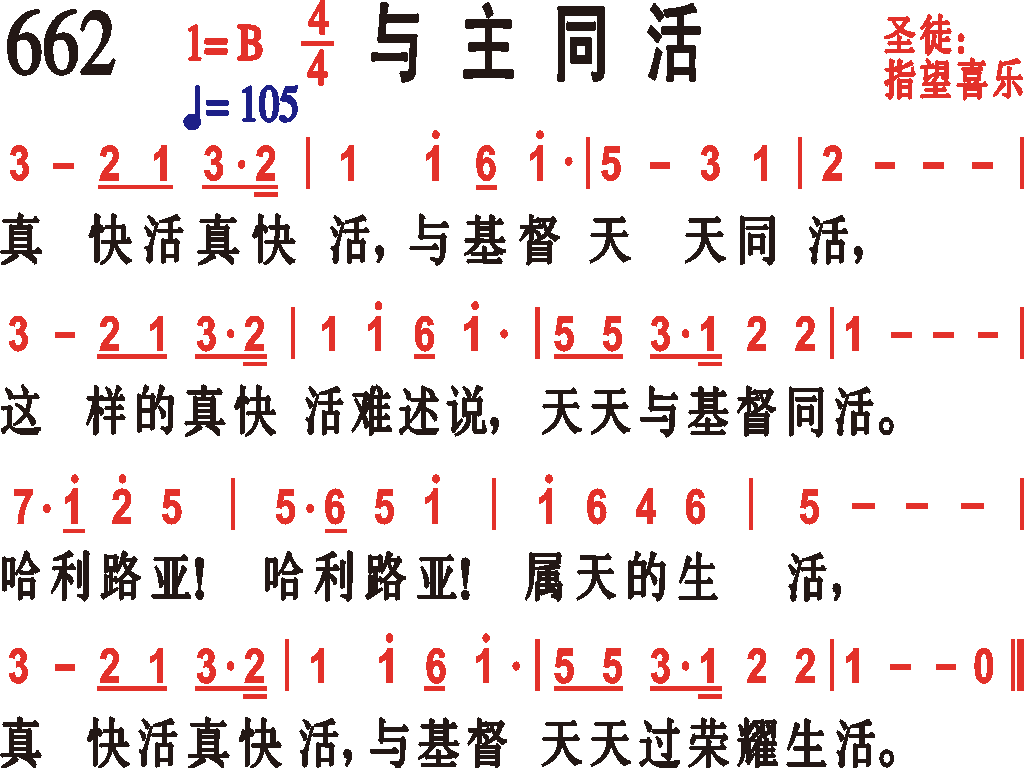 662 1= B 4/4 与主同活 圣徒：
♩= 105 指望喜乐
3 – 2 1 3·2 | 1 1̇ 6 1̇· | 5 – 3 1 | 2 – – – |
真 快活真快 活，与基督 天 天同 活，
3 – 2 1 3·2 | 1 1̇ 6 1̇· | 5 5 3·1 2 2 | 1 – – – |
这 样的真快 活难述说， 天天与基督同活。
7·1̇ 2̇ 5 | 5·6 5 1̇ | 1̇ 6 4 6 | 5 – – – |
哈利路亚! 哈利路亚! 属天的生 活，
3 – 2 1 3·2 | 1 1̇ 6 1̇· | 5 5 3·1 2 2 | 1 – – 0 ‖
真 快活真快 活，与基督 天天过荣耀生活。